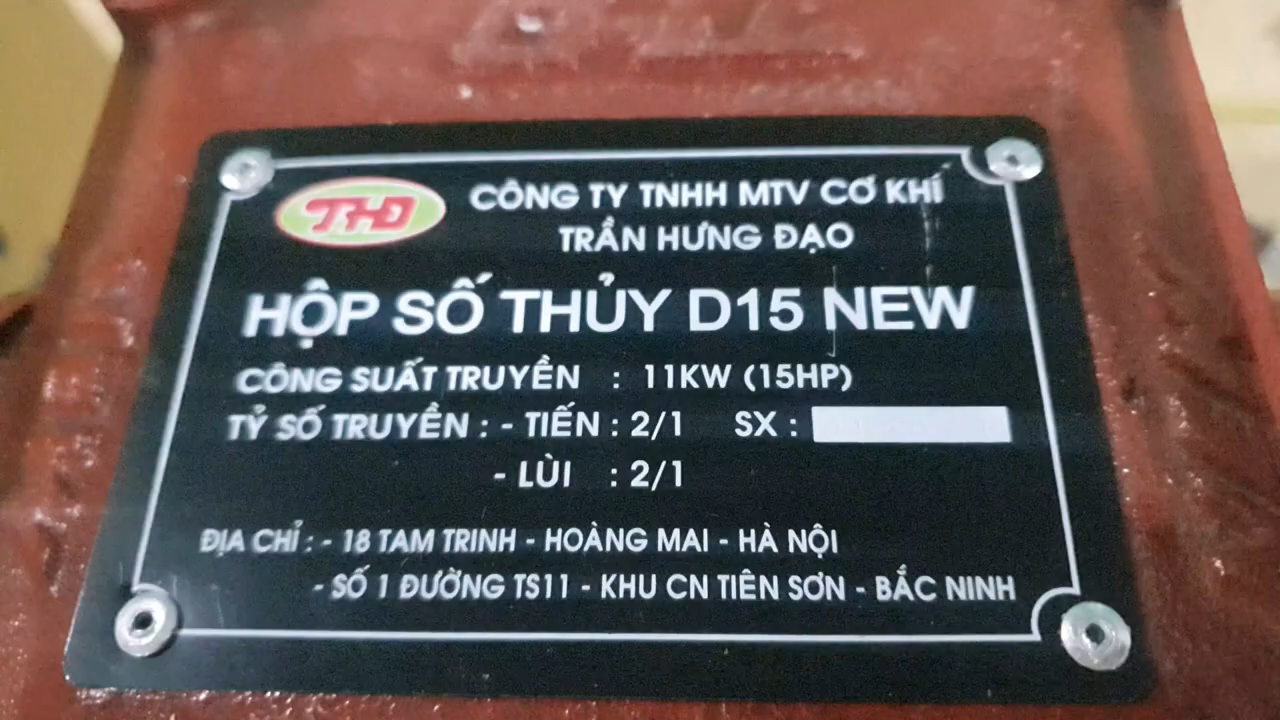 THD
CÔNG TY TNHH MTV CƠ KHÍ
TRẦN HƯNG ĐẠO
HỘP SỐ THỦY D15 NEW
CÔNG SUẤT TRUYỀN : 11KW (15HP)
TỶ SỐ TRUYỀN : - TIẾN : 2/1 SX :
- LÙI : 2/1
ĐỊA CHỈ : - 18 TAM TRINH - HOÀNG MAI - HÀ NỘI
- SỐ 1 ĐƯỜNG TS11 - KHU CN TIÊN SƠN - BẮC NINH